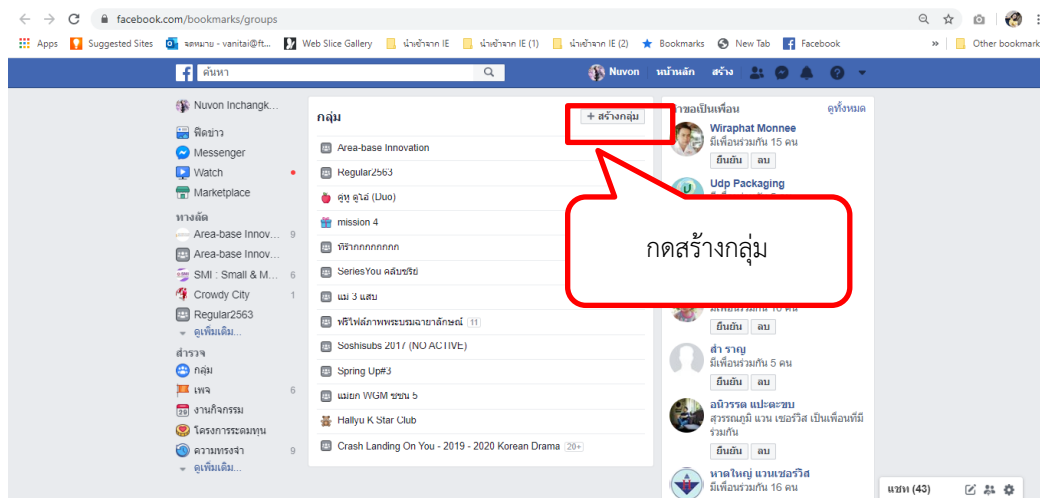 facebook.com/bookmarks/groups
Apps Suggested Sites จดหมาย - vanitai@ft... Web Slice Gallery นำเข้าจาก IE นำเข้าจาก IE (1) นำเข้าจาก IE (2) Bookmarks New Tab Facebook » Other bookmark
ค้นหา Nuvon หน้าหลัก สร้าง
Nuvon Inchangk...
ฟีดข่าว
Messenger
Watch
Marketplace
ทางลัด
Area-base Innov... 9
Area-base Innov...
SMI : Small & M... 6
Crowdy City 1
Regular2563
ดูเพิ่มเติม...
สำรวจ
กลุ่ม
เพจ 6
งานกิจกรรม
โครงการระดมทุน
ความทรงจำ 9
ดูเพิ่มเติม...
กลุ่ม + สร้างกลุ่ม
Area-base Innovation
Regular2563
คู่หู ดูโอ้ (Duo)
mission 4
ทีร้ากกกกกกกก
SeriesYou คลับซรีย์
แม่ 3 แสบ
ฟรีไฟล์ภาพพระบรมฉายาลักษณ์ 11
Soshisubs 2017 (NO ACTIVE)
Spring Up#3
แม่ยก WGM ชชน 5
Hallyu K Star Club
Crash Landing On You - 2019 - 2020 Korean Drama 20+
กดสร้างกลุ่ม
าขอเป็นเพื่อน ดูทั้งหมด
Wiraphat Monnee
มีเพื่อนร่วมกัน 15 คน
ยืนยัน ลบ
Udp Packaging
มีเพื่อนร่วมกัน 16 คน
ยืนยัน ลบ
สำ ราญ
มีเพื่อนร่วมกัน 5 คน
ยืนยัน ลบ
อนิวรรต แปะตะขบ
สุวรรณภูมิ แวน เซอร์วิส เป็นเพื่อนที่มี
ร่วมกัน
ยืนยัน ลบ
หาดใหญ่ แวนเซอร์วิส
มีเพื่อนร่วมกัน 16 คน
แชท (43)